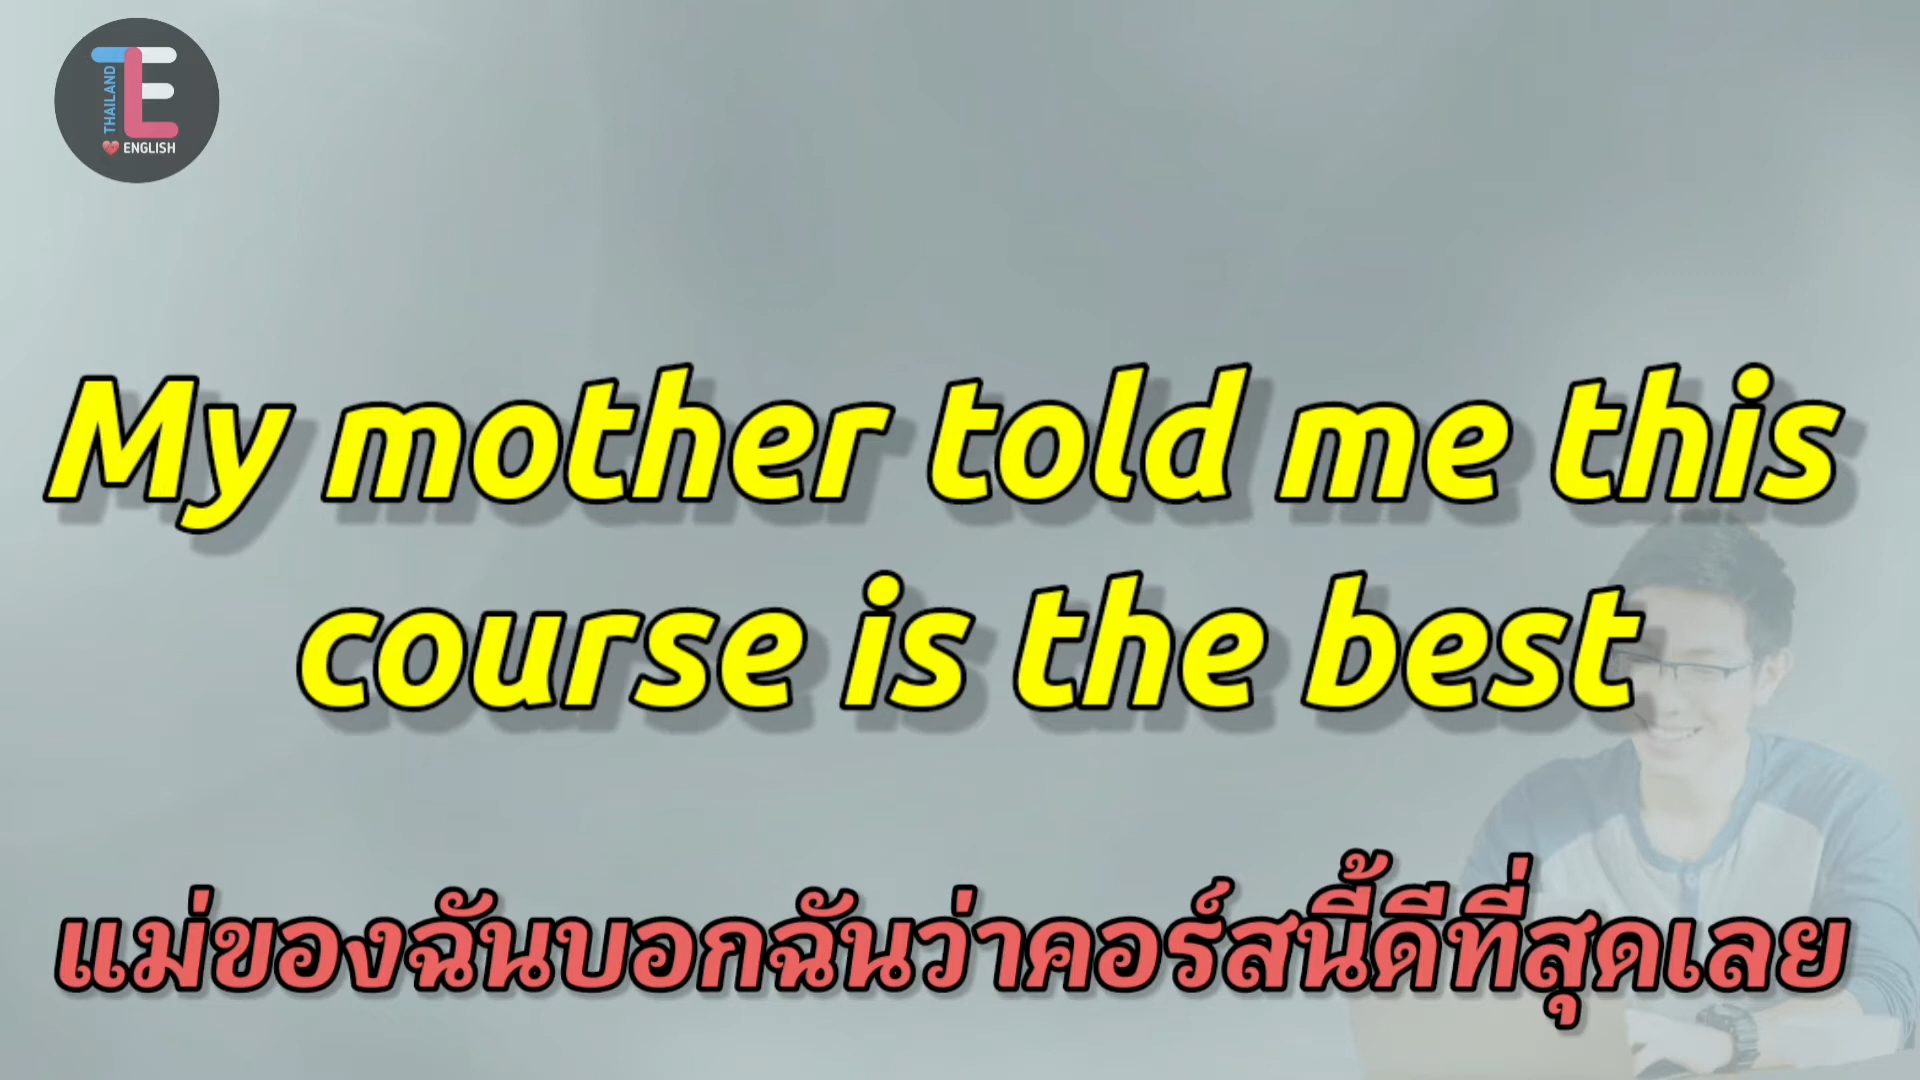 TE
THAILAND
ENGLISH
My mother told me this
course is the best
แม่ของฉันบอกฉันว่าคอร์สนี้ดีที่สุดเลย